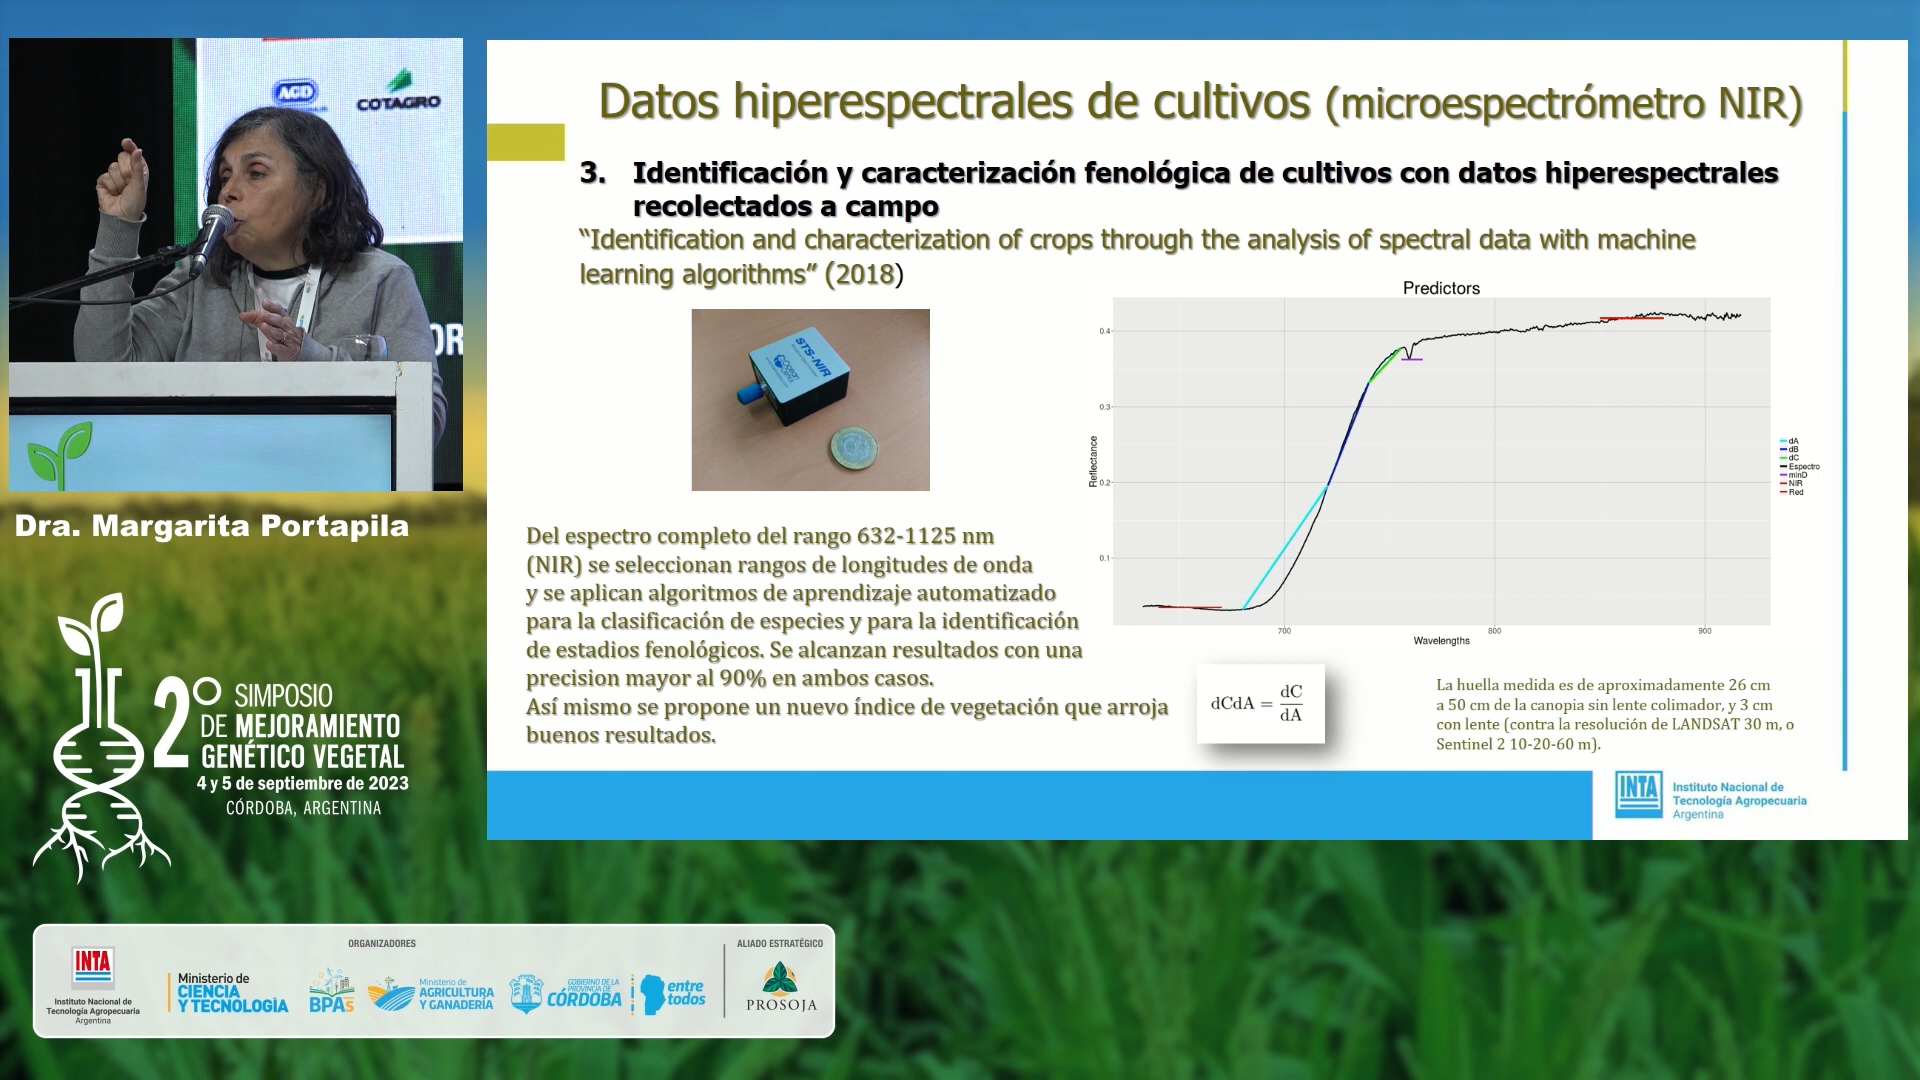 AGD
COTAGRO
Dra. Margarita Portapila
2° SIMPOSIO
DE MEJORAMIENTO
GENÉTICO VEGETAL
4 y 5 de septiembre de 2023
CÓRDOBA, ARGENTINA
Datos hiperespectrales de cultivos (microespectrómetro NIR)
3. Identificación y caracterización fenológica de cultivos con datos hiperespectrales
recolectados a campo
“Identification and characterization of crops through the analysis of spectral data with machine
learning algorithms” (2018)
STS-NIR
Ocean Optics
Predictors
Reflectance
0.4
0.3
0.2
0.1
700
800
900
Wavelengths
dA
dB
dC
Espectro
minD
NIR
Red
Del espectro completo del rango 632-1125 nm
(NIR) se seleccionan rangos de longitudes de onda
y se aplican algoritmos de aprendizaje automatizado
para la clasificación de especies y para la identificación
de estadios fenológicos. Se alcanzan resultados con una
precision mayor al 90% en ambos casos.
Así mismo se propone un nuevo índice de vegetación que arroja
buenos resultados.
dCdA = dC/dA
La huella medida es de aproximadamente 26 cm
a 50 cm de la canopia sin lente colimador, y 3 cm
con lente (contra la resolución de LANDSAT 30 m, o
Sentinel 2 10-20-60 m).
INTA
Instituto Nacional de
Tecnología Agropecuaria
Argentina
ORGANIZADORES
ALIADO ESTRATÉGICO
INTA
Instituto Nacional de
Tecnología Agropecuaria
Argentina
Ministerio de
CIENCIA
Y TECNOLOGÍA
BPAs
Ministerio de
AGRICULTURA
Y GANADERÍA
GOBIERNO DE LA
PROVINCIA DE
CÓRDOBA
entre
todos
PROSOJA